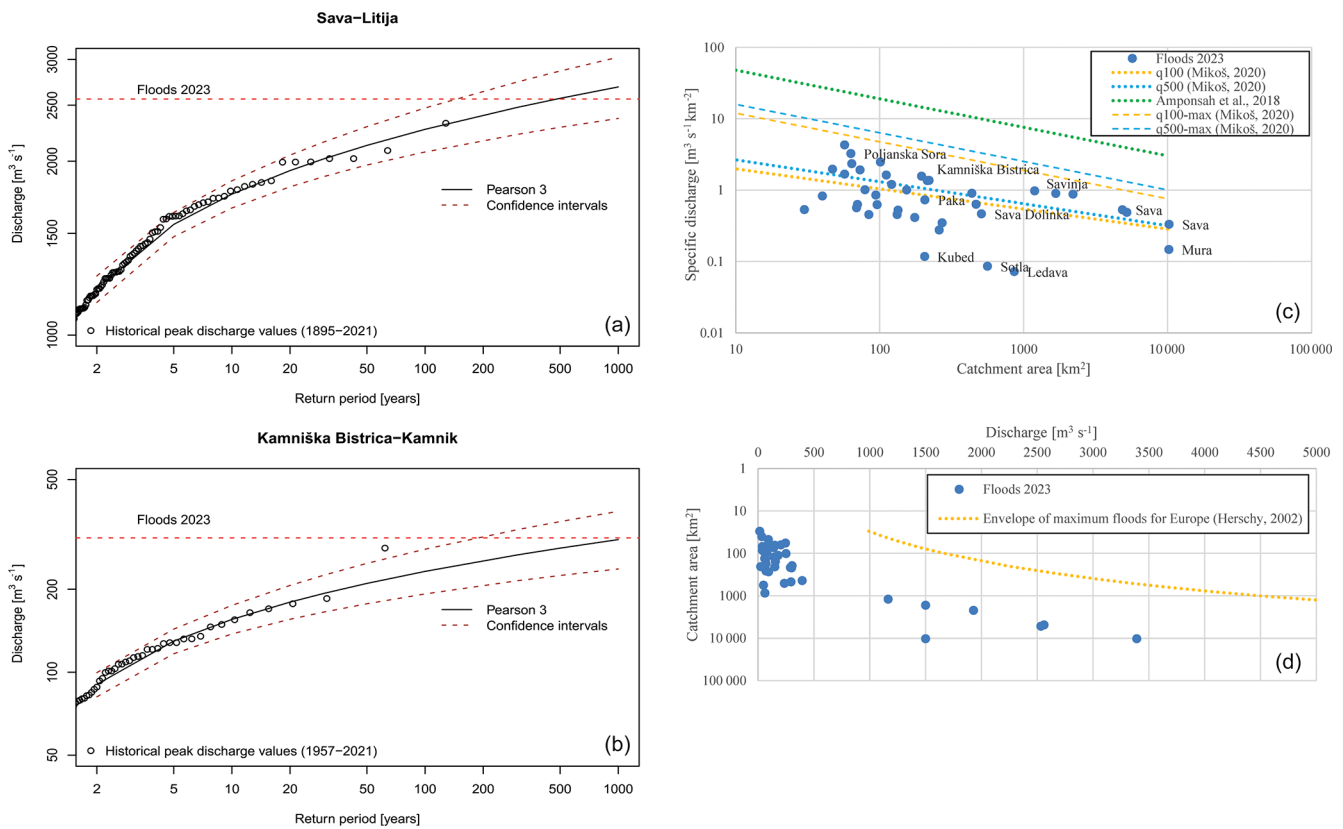 Sava−Litija
3000
2500
2000
1500
1000
Discharge [m³ s⁻¹]
Floods 2023
Pearson 3
Confidence intervals
Historical peak discharge values (1895−2021)
(a)
2 5 10 20 50 100 200 500 1000
Return period [years]
Kamniška Bistrica−Kamnik
500
200
100
50
Discharge [m³ s⁻¹]
Floods 2023
Pearson 3
Confidence intervals
Historical peak discharge values (1957−2021)
(b)
2 5 10 20 50 100 200 500 1000
Return period [years]
100
10
1
0.1
0.01
Specific discharge [m³ s⁻¹ km⁻²]
Floods 2023
q100 (Mikoš, 2020)
q500 (Mikoš, 2020)
Amponsah et al., 2018
q100-max (Mikoš, 2020)
q500-max (Mikoš, 2020)
Poljanska Sora
Kamniška Bistrica
Savinja
Paka
Sava Dolinka
Sava
Sava
Mura
Kubed
Sotla
Ledava
(c)
10 100 1000 10 000 100 000
Catchment area [km²]
Discharge [m³ s⁻¹]
0 500 1000 1500 2000 2500 3000 3500 4000 4500 5000
1
10
100
1000
10 000
100 000
Catchment area [km²]
Floods 2023
Envelope of maximum floods for Europe (Herschy, 2002)
(d)